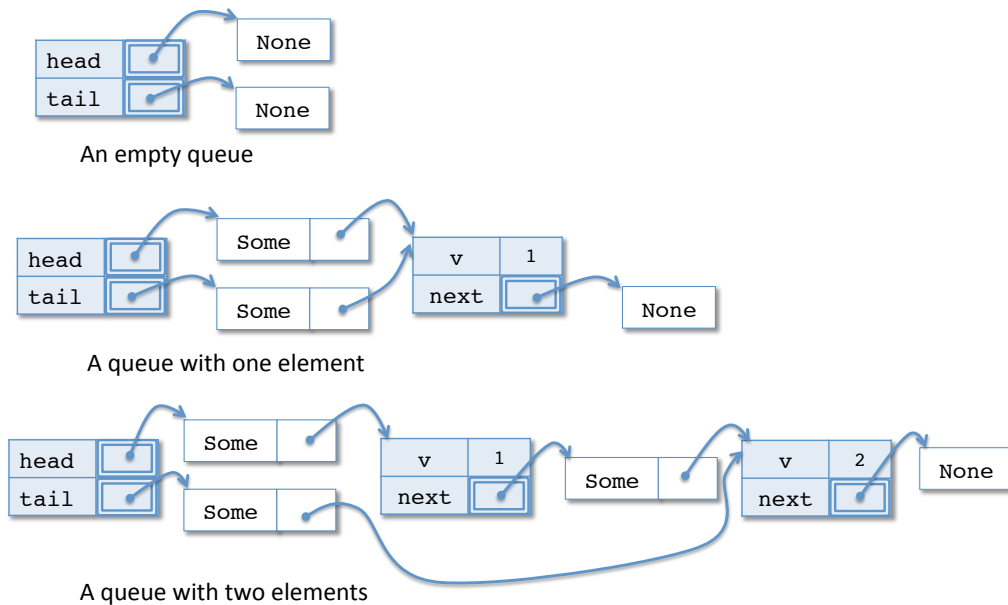 None
head
tail
None
An empty queue
Some
head
v 1
tail
Some
next
None
A queue with one element
Some
head
v 1
v 2
tail
Some
next
Some
next
None
A queue with two elements